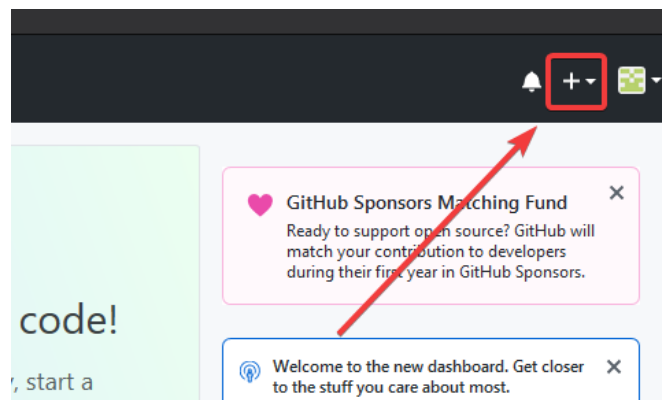 GitHub Sponsors Matching Fund
Ready to support open source? GitHub will
match your contribution to developers
during their first year in GitHub Sponsors.
code!
, start a
Welcome to the new dashboard. Get closer
to the stuff you care about most.